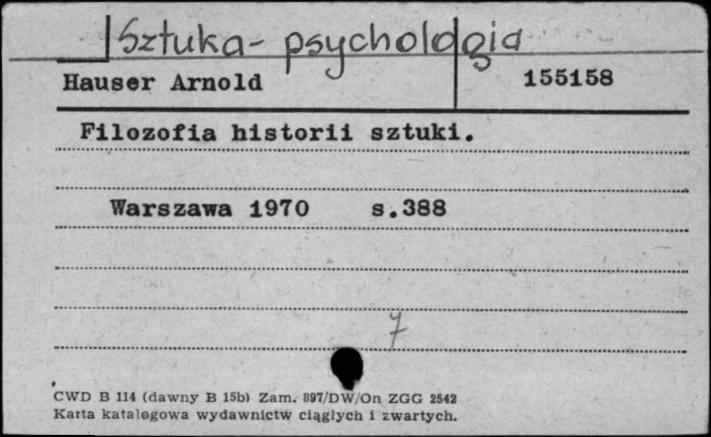 Sztuka- psychologia
Hauser Arnold 155158
Filozofia historii sztuki.
Warszawa 1970 s.388
7
CWD B 114 (dawny B 15b) Zam. 897/DW/On ZGG 2542
Karta katalogowa wydawnictw ciągłych i zwartych.